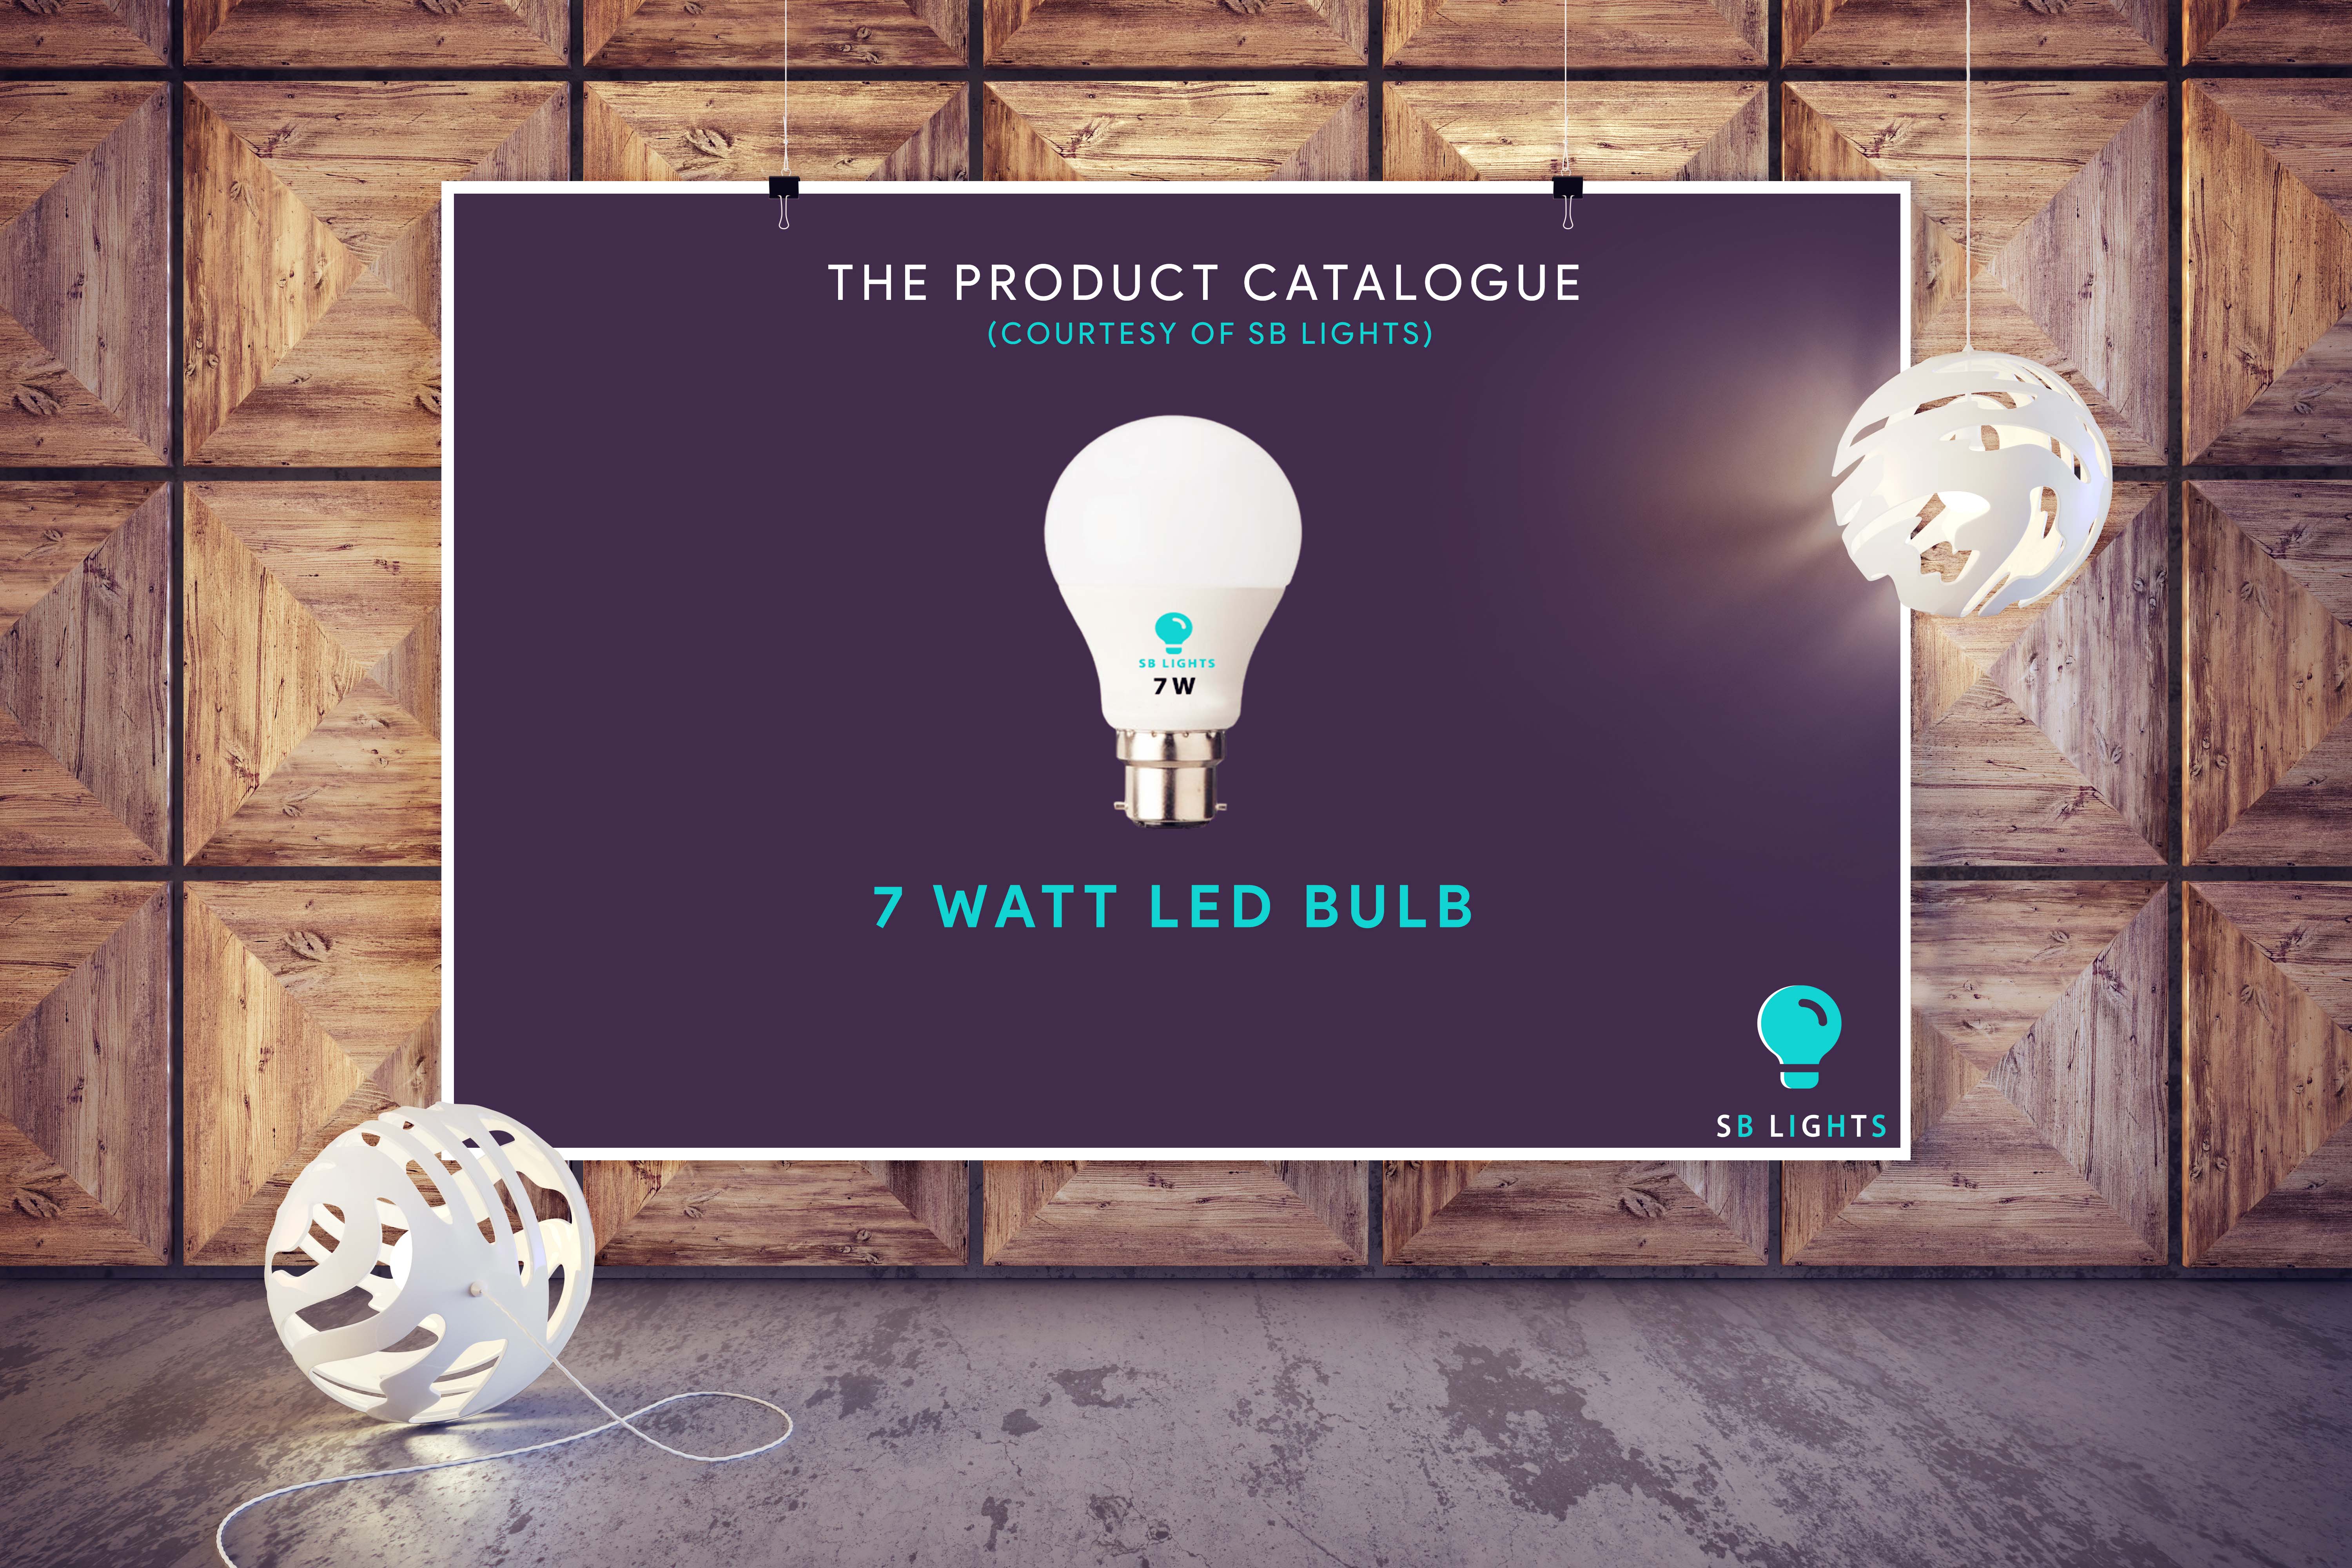 THE PRODUCT CATALOGUE
(COURTESY OF SB LIGHTS)
SB LIGHTS
7 W
7 WATT LED BULB
SB LIGHTS